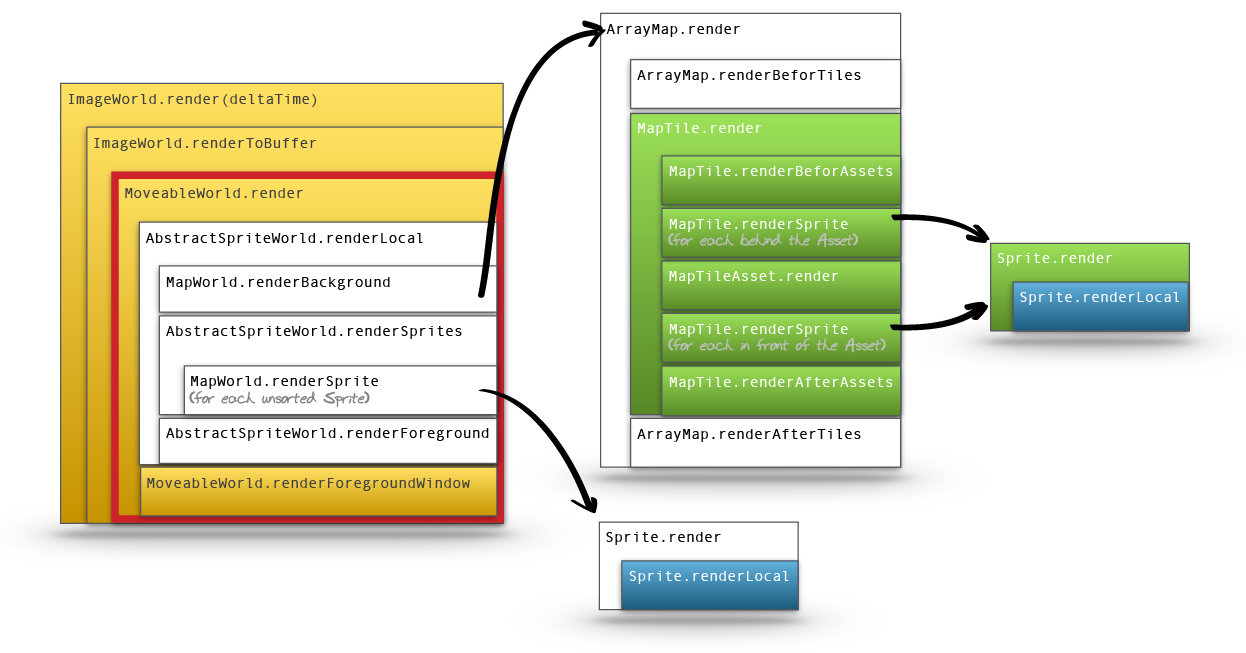 ImageWorld.render(deltaTime)
ImageWorld.renderToBuffer
MoveableWorld.render
AbstractSpriteWorld.renderLocal
MapWorld.renderBackground
AbstractSpriteWorld.renderSprites
MapWorld.renderSprite
(for each unsorted Sprite)
AbstractSpriteWorld.renderForeground
MoveableWorld.renderForegroundWindow
ArrayMap.render
ArrayMap.renderBeforTiles
MapTile.render
MapTile.renderBeforAssets
MapTile.renderSprite
(for each behind the Asset)
MapTileAsset.render
MapTile.renderSprite
(for each in front of the Asset)
MapTile.renderAfterAssets
ArrayMap.renderAfterTiles
Sprite.render
Sprite.renderLocal
Sprite.render
Sprite.renderLocal